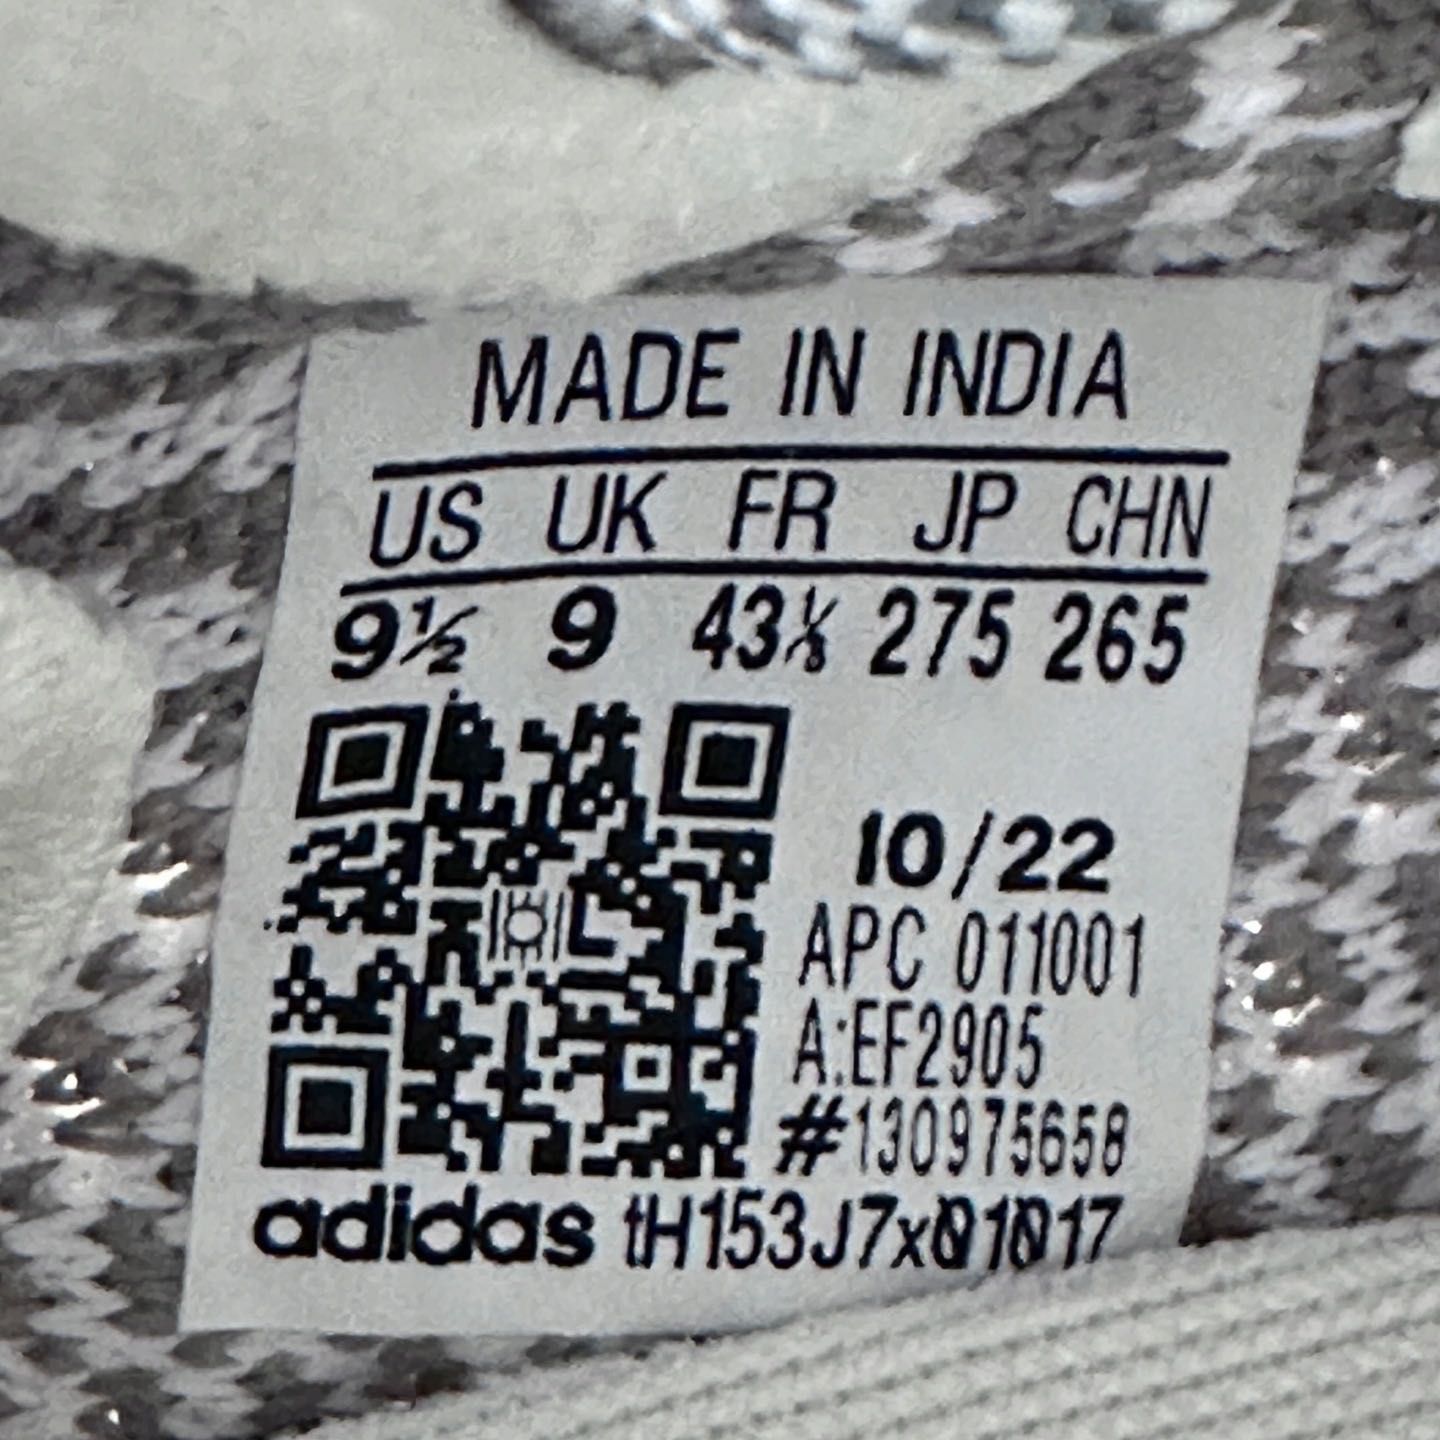 MADE IN INDIA
US UK FR JP CHN
9½ 9 43⅓ 275 265
10/22
APC 011001
A:EF2905
#130975658
adidas tH153J7xØ1Ø17